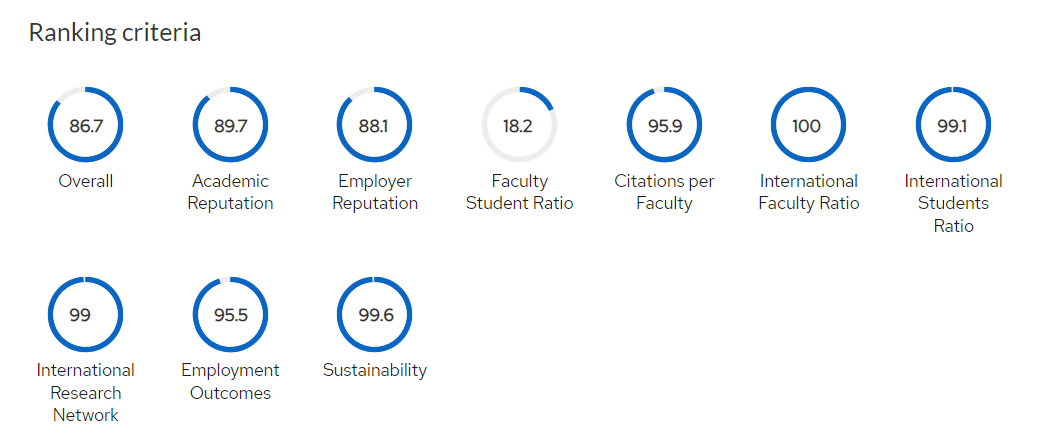 Ranking criteria
86.7
89.7
88.1
18.2
95.9
100
99.1
Overall
Academic
Reputation
Employer
Reputation
Faculty
Student Ratio
Citations per
Faculty
International
Faculty Ratio
International
Students
Ratio
99
95.5
99.6
International
Research
Network
Employment
Outcomes
Sustainability